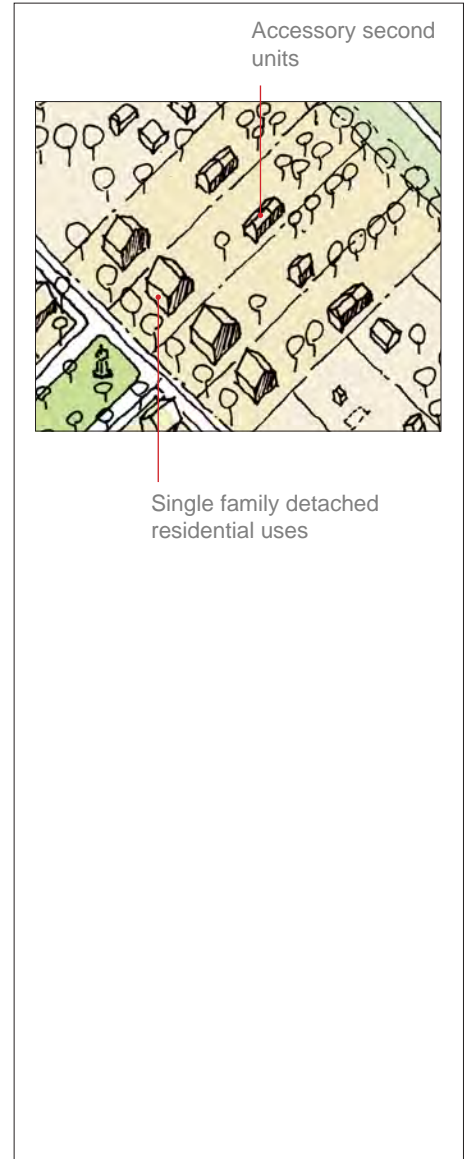 Accessory second
units
Single family detached
residential uses